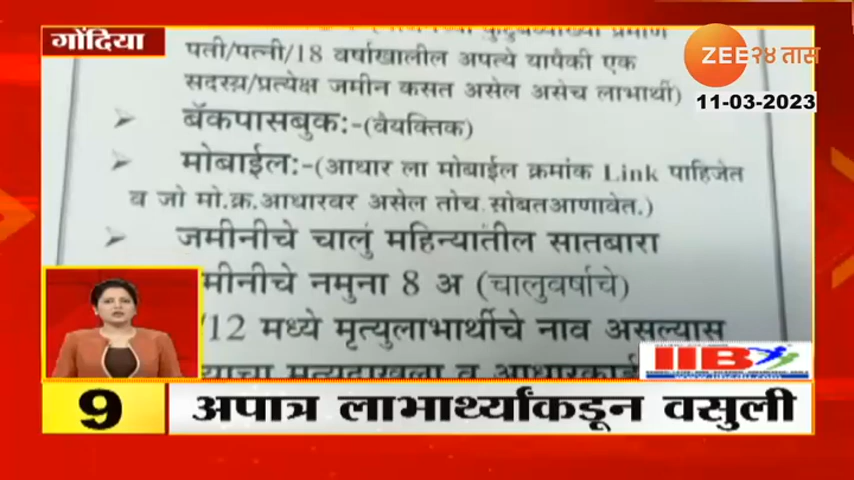 गोंदिया
ZEE २४ तास
11-03-2023
पती/पत्नी/18 वर्षाखालील अपत्ये यापैकी एक
सदस्य/प्रत्येक्ष जमीन कसत असेल असेच लाभार्थी)
बॅकपासबुक:-(वैयक्तिक)
मोबाईल:-(आधार ला मोबाईल क्रमांक Link पाहिजेत
व जो मो.क्र.आधारवर असेल तोच सोबतआणावेत.)
जमीनीचे चालुं महिन्यातील सातबारा
मीनीचे नमुना 8 अ (चालुवर्षाचे)
/12 मध्ये मृत्युलाभार्थीचे नाव असल्यास
IIB
9 अपात्र लाभार्थ्यांकडून वसुली